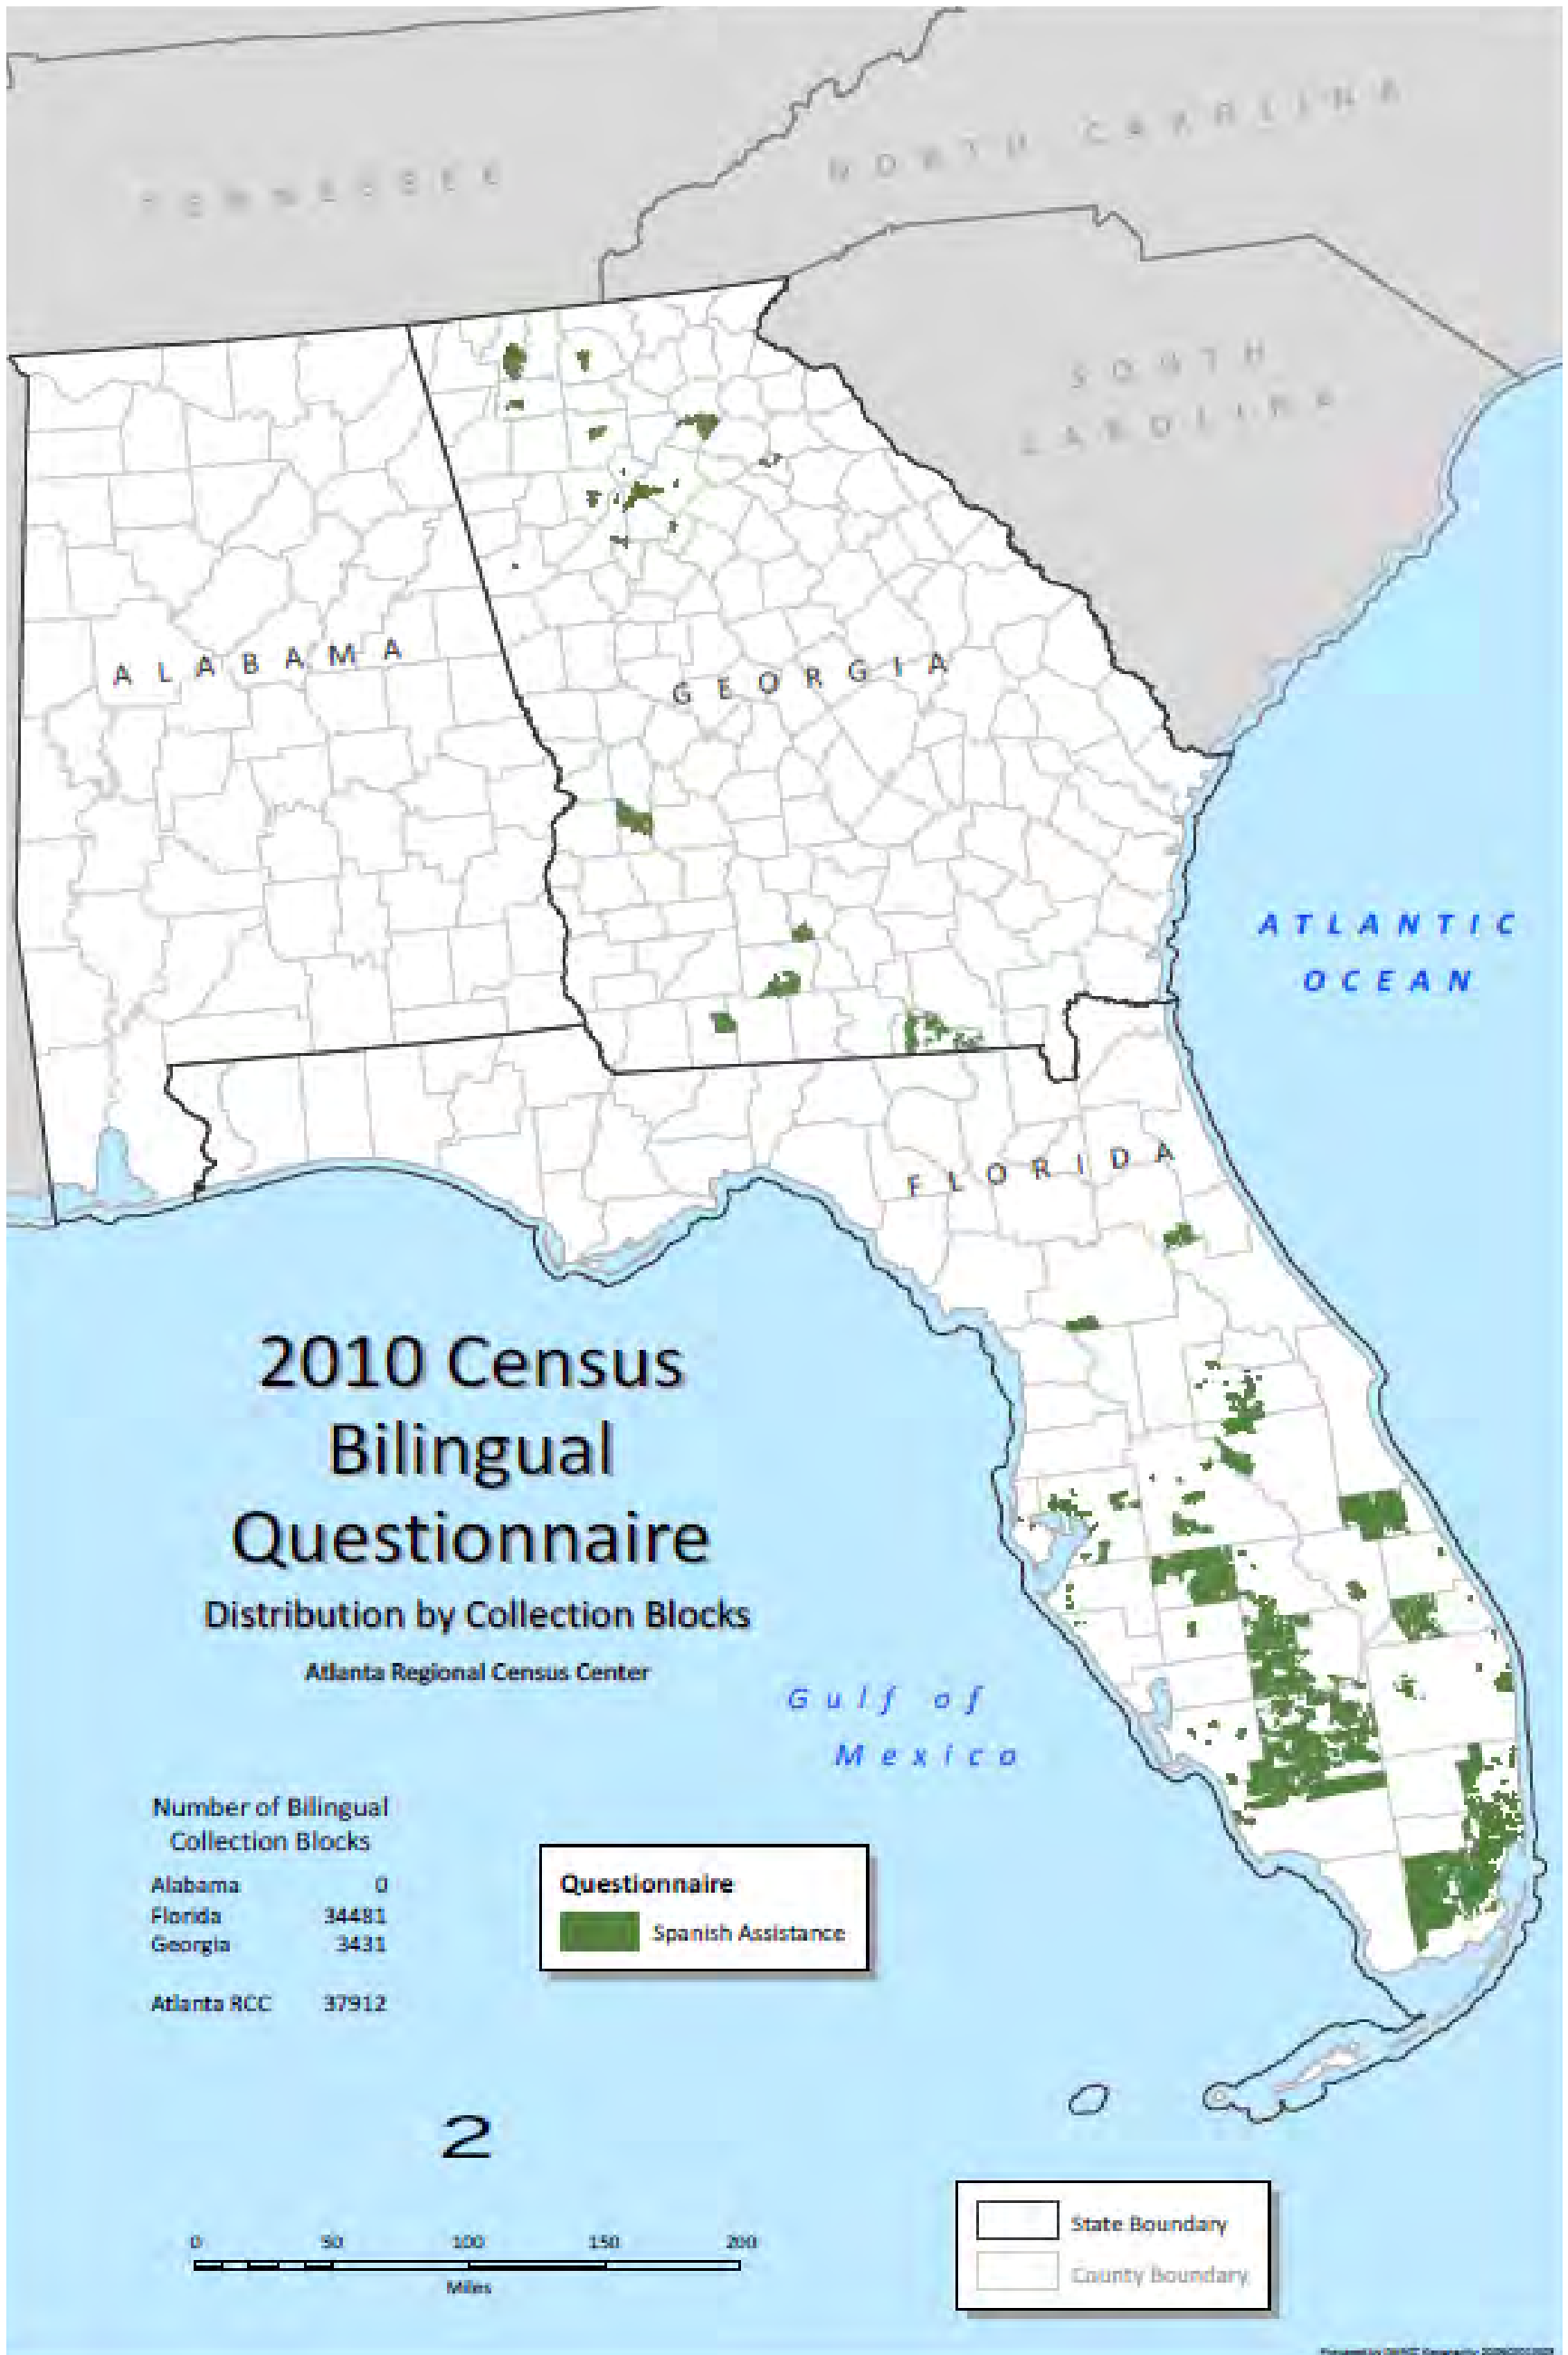 TENNESSEE
NORTH CAROLINA
SOUTH
CAROLINA
ALABAMA
GEORGIA
ATLANTIC
OCEAN
FLORIDA
2010 Census
Bilingual
Questionnaire
Distribution by Collection Blocks
Atlanta Regional Census Center
Gulf of
Mexico
Number of Bilingual
Collection Blocks
Alabama 0
Florida 34481
Georgia 3431
Atlanta RCC 37912
Questionnaire
Spanish Assistance
2
0 50 100 150 200
Miles
State Boundary
County Boundary